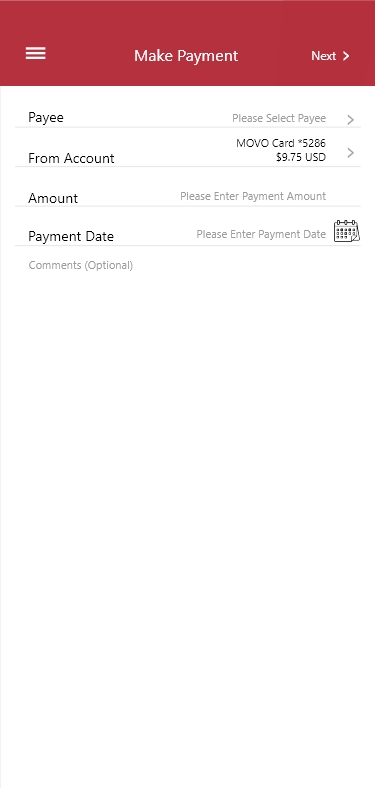 Make Payment
Next
Payee
Please Select Payee
From Account
MOVO Card *5286
$9.75 USD
Amount
Please Enter Payment Amount
Payment Date
Please Enter Payment Date
Comments (Optional)